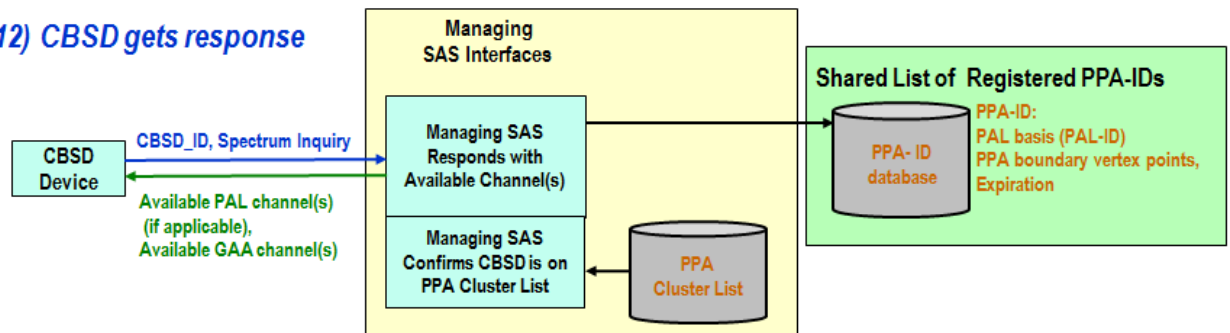 12) CBSD gets response
Managing
SAS Interfaces
Shared List of Registered PPA-IDs
CBSD
Device
CBSD_ID, Spectrum Inquiry
Available PAL channel(s)
(if applicable),
Available GAA channel(s)
Managing SAS
Responds with
Available Channel(s)
Managing SAS
Confirms CBSD is on
PPA Cluster List
PPA
Cluster List
PPA- ID
database
PPA-ID:
PAL basis (PAL-ID)
PPA boundary vertex points,
Expiration